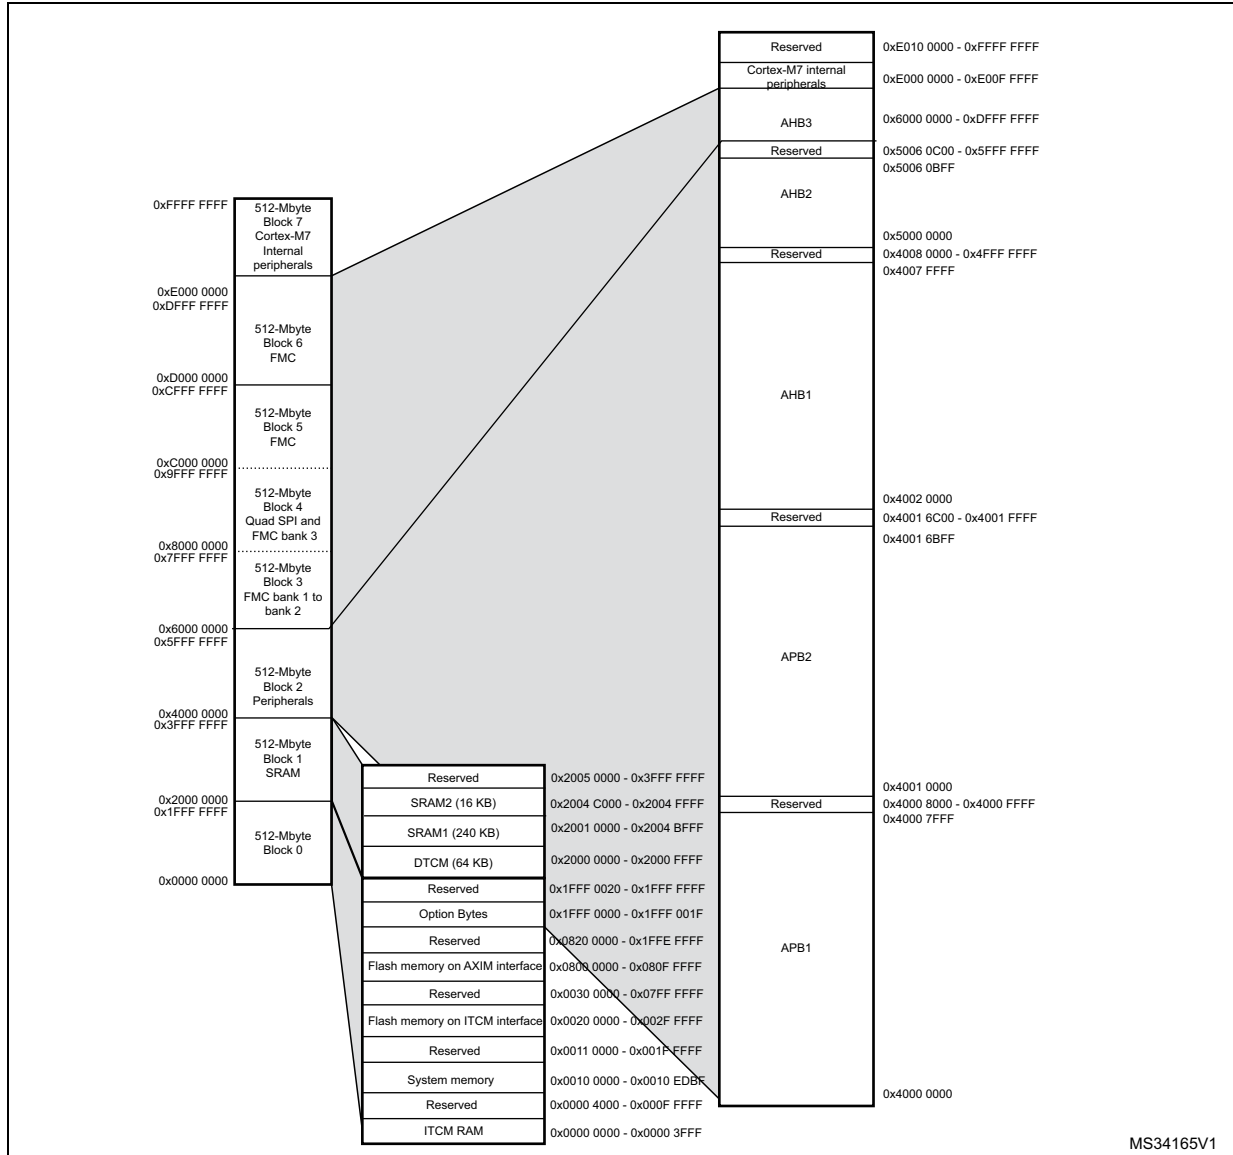 0xFFFF FFFF
512-Mbyte
Block 7
Cortex-M7
Internal
peripherals
0xE000 0000
0xDFFF FFFF
512-Mbyte
Block 6
FMC
0xD000 0000
0xCFFF FFFF
512-Mbyte
Block 5
FMC
0xC000 0000
0x9FFF FFFF
512-Mbyte
Block 4
Quad SPI and
FMC bank 3
0x8000 0000
0x7FFF FFFF
512-Mbyte
Block 3
FMC bank 1 to
bank 2
0x6000 0000
0x5FFF FFFF
512-Mbyte
Block 2
Peripherals
0x4000 0000
0x3FFF FFFF
512-Mbyte
Block 1
SRAM
0x2000 0000
0x1FFF FFFF
512-Mbyte
Block 0
0x0000 0000
Reserved 0x2005 0000 - 0x3FFF FFFF
SRAM2 (16 KB) 0x2004 C000 - 0x2004 FFFF
SRAM1 (240 KB) 0x2001 0000 - 0x2004 BFFF
DTCM (64 KB) 0x2000 0000 - 0x2000 FFFF
Reserved 0x1FFF 0020 - 0x1FFF FFFF
Option Bytes 0x1FFF 0000 - 0x1FFF 001F
Reserved 0x0820 0000 - 0x1FFE FFFF
Flash memory on AXIM interface 0x0800 0000 - 0x080F FFFF
Reserved 0x0030 0000 - 0x07FF FFFF
Flash memory on ITCM interface 0x0020 0000 - 0x002F FFFF
Reserved 0x0011 0000 - 0x001F FFFF
System memory 0x0010 0000 - 0x0010 EDBF
Reserved 0x0000 4000 - 0x000F FFFF
ITCM RAM 0x0000 0000 - 0x0000 3FFF
Reserved 0xE010 0000 - 0xFFFF FFFF
Cortex-M7 internal
peripherals 0xE000 0000 - 0xE00F FFFF
AHB3 0x6000 0000 - 0xDFFF FFFF
Reserved 0x5006 0C00 - 0x5FFF FFFF
0x5006 0BFF
AHB2
0x5000 0000
Reserved 0x4008 0000 - 0x4FFF FFFF
0x4007 FFFF
AHB1
0x4002 0000
Reserved 0x4001 6C00 - 0x4001 FFFF
0x4001 6BFF
APB2
0x4001 0000
Reserved 0x4000 8000 - 0x4000 FFFF
0x4000 7FFF
APB1
0x4000 0000
MS34165V1